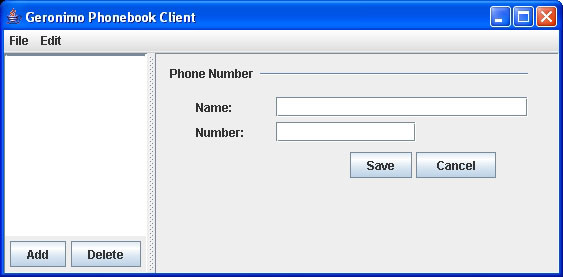 Geronimo Phonebook Client
File Edit
Phone Number
Name:
Number:
Save Cancel
Add Delete